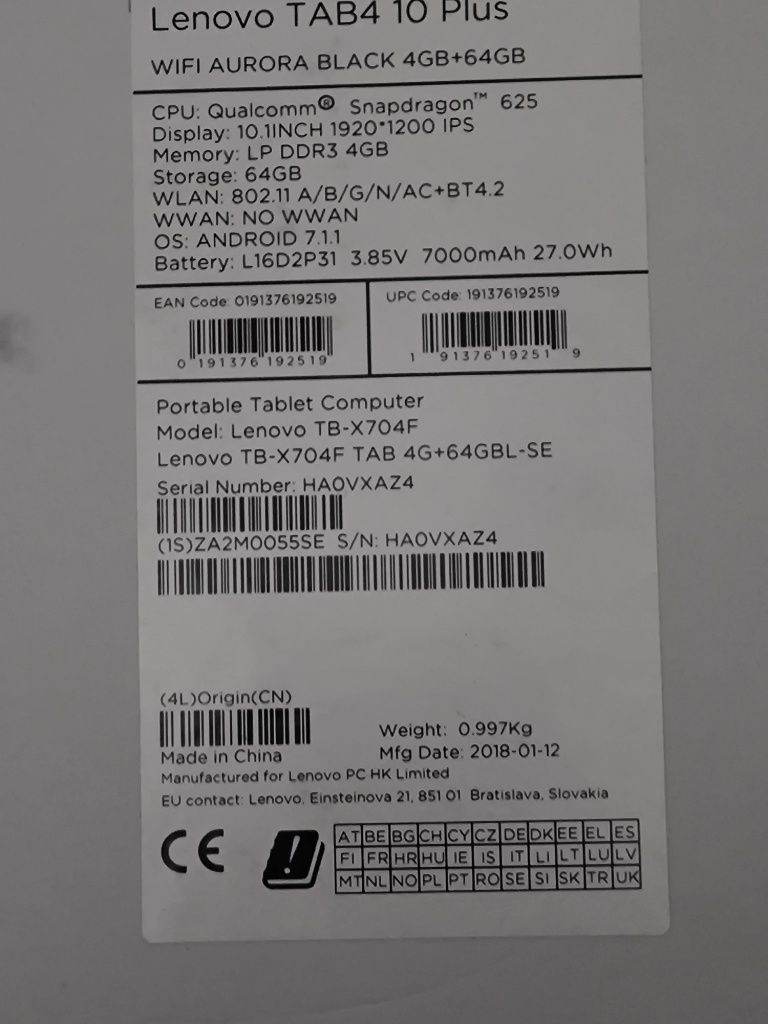 Lenovo TAB4 10 Plus
WIFI AURORA BLACK 4GB+64GB
CPU: Qualcomm® Snapdragon™ 625
Display: 10.1INCH 1920*1200 IPS
Memory: LP DDR3 4GB
Storage: 64GB
WLAN: 802.11 A/B/G/N/AC+BT4.2
WWAN: NO WWAN
OS: ANDROID 7.1.1
Battery: L16D2P31 3.85V 7000mAh 27.0Wh
EAN Code: 0191376192519
0 191376 192519
UPC Code: 191376192519
1 91376 19251 9
Portable Tablet Computer
Model: Lenovo TB-X704F
Lenovo TB-X704F TAB 4G+64GBL-SE
Serial Number: HA0VXAZ4
(1S)ZA2M0055SE S/N: HA0VXAZ4
(4L)Origin(CN)
Made in China
Weight: 0.997Kg
Mfg Date: 2018-01-12
Manufactured for Lenovo PC HK Limited
EU contact: Lenovo, Einsteinova 21, 851 01 Bratislava, Slovakia
CE
AT BE BG CH CY CZ DE DK EE EL ES
FI FR HR HU IE IS IT LI LT LU LV
MT NL NO PL PT RO SE SI SK TR UK